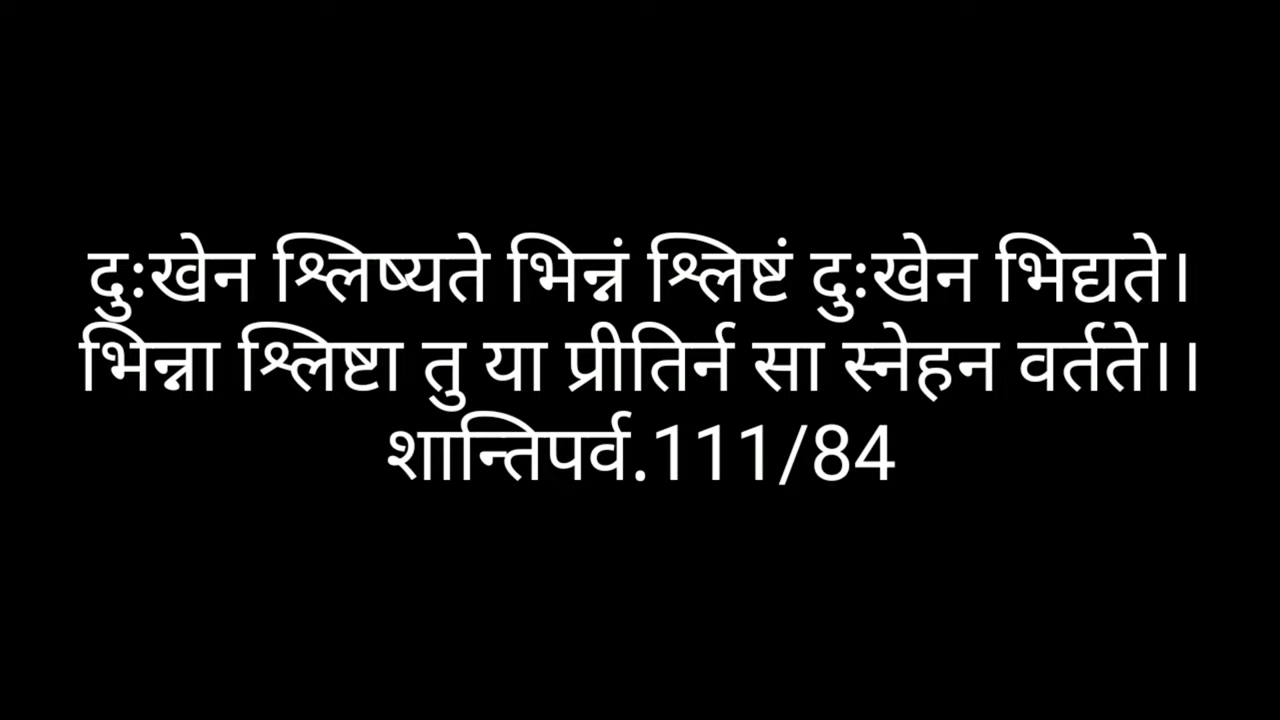 दुःखेन श्लिष्यते भिन्नं श्लिष्टं दुःखेन भिद्यते।
भिन्ना श्लिष्टा तु या प्रीतिर्न सा स्नेहन वर्तते।।
शान्तिपर्व.111/84